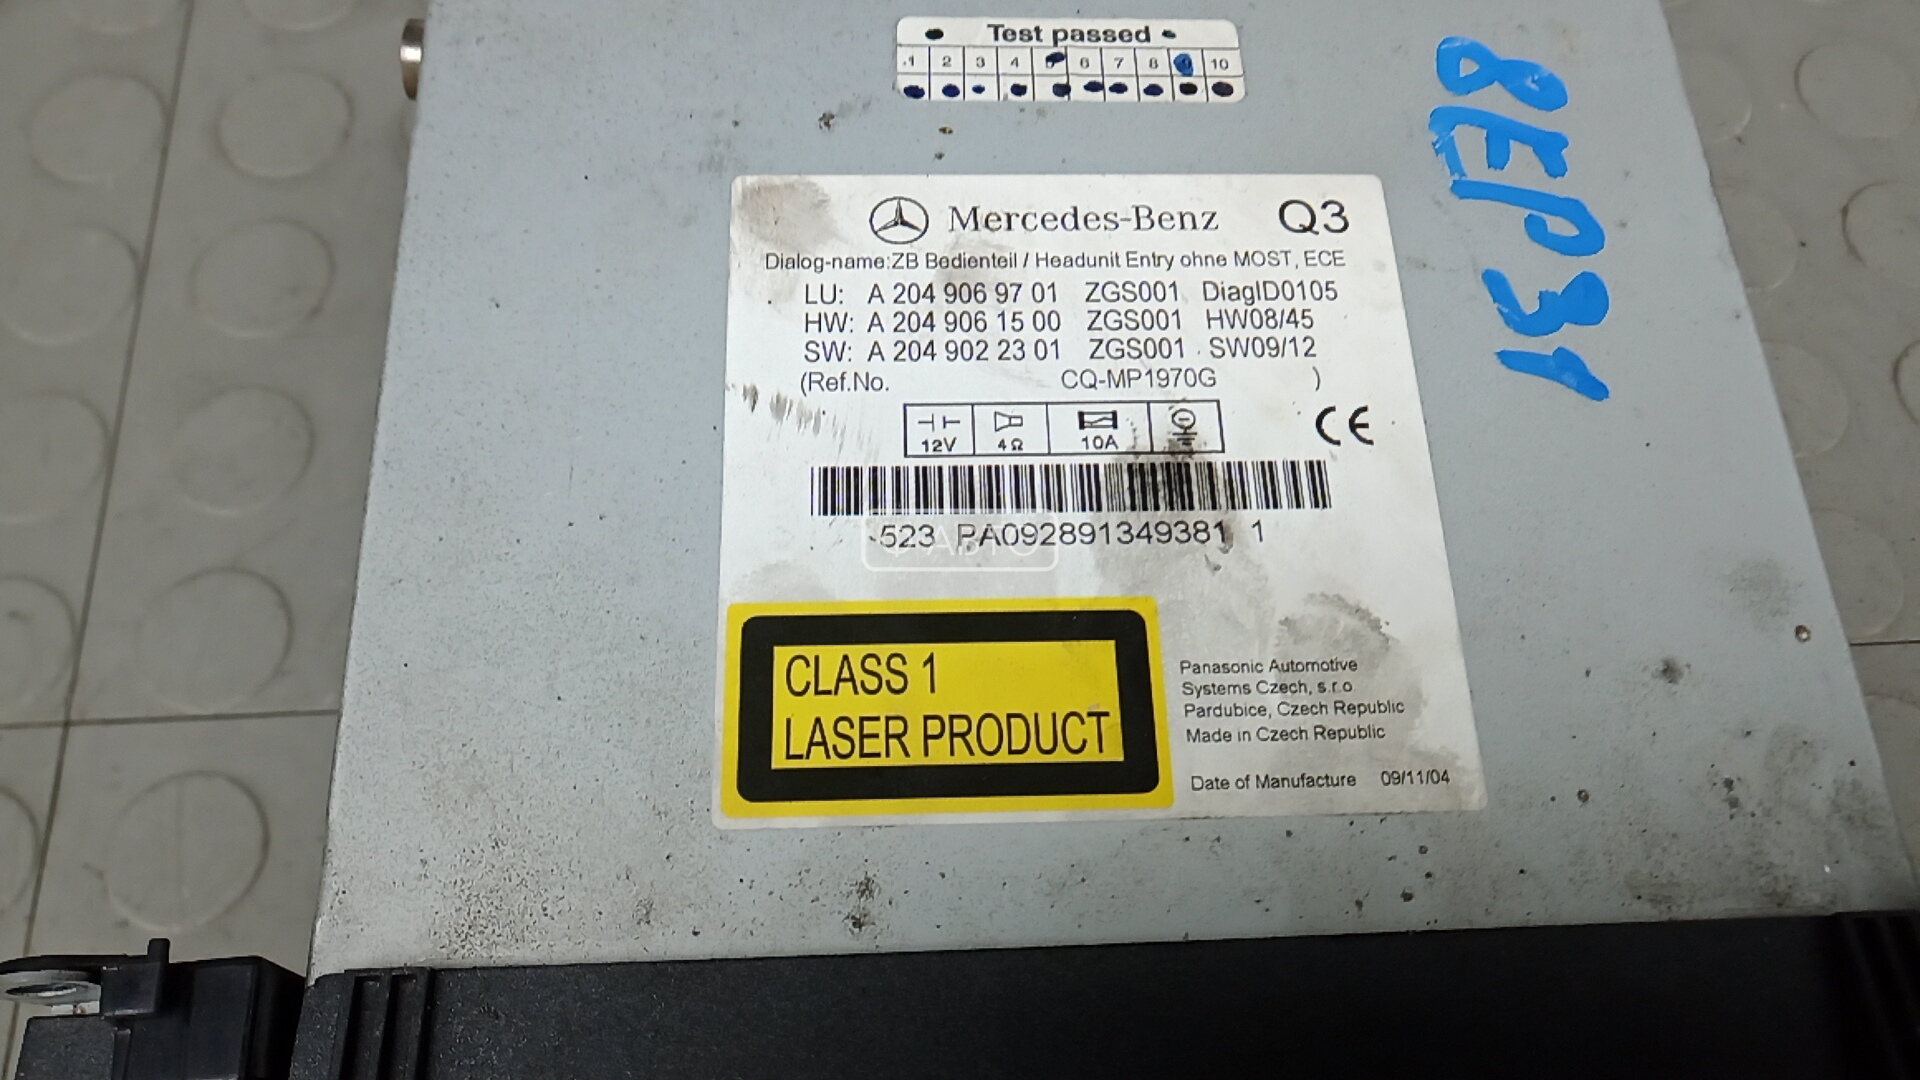 Test passed
1 2 3 4 6 7 8 9 10
8EP31
Mercedes-Benz Q3
Dialog-name:ZB Bedienteil / Headunit Entry ohne MOST, ECE
LU: A 204 906 97 01 ZGS001 DiagID0105
HW: A 204 906 15 00 ZGS001 HW08/45
SW: A 204 902 23 01 ZGS001 SW09/12
(Ref.No. CQ-MP1970G )
12V 4Ω 10A
CE
523 PA092891349381 1
АВТО
CLASS 1
LASER PRODUCT
Panasonic Automotive
Systems Czech, s.r.o.
Pardubice, Czech Republic
Made in Czech Republic
Date of Manufacture 09/11/04